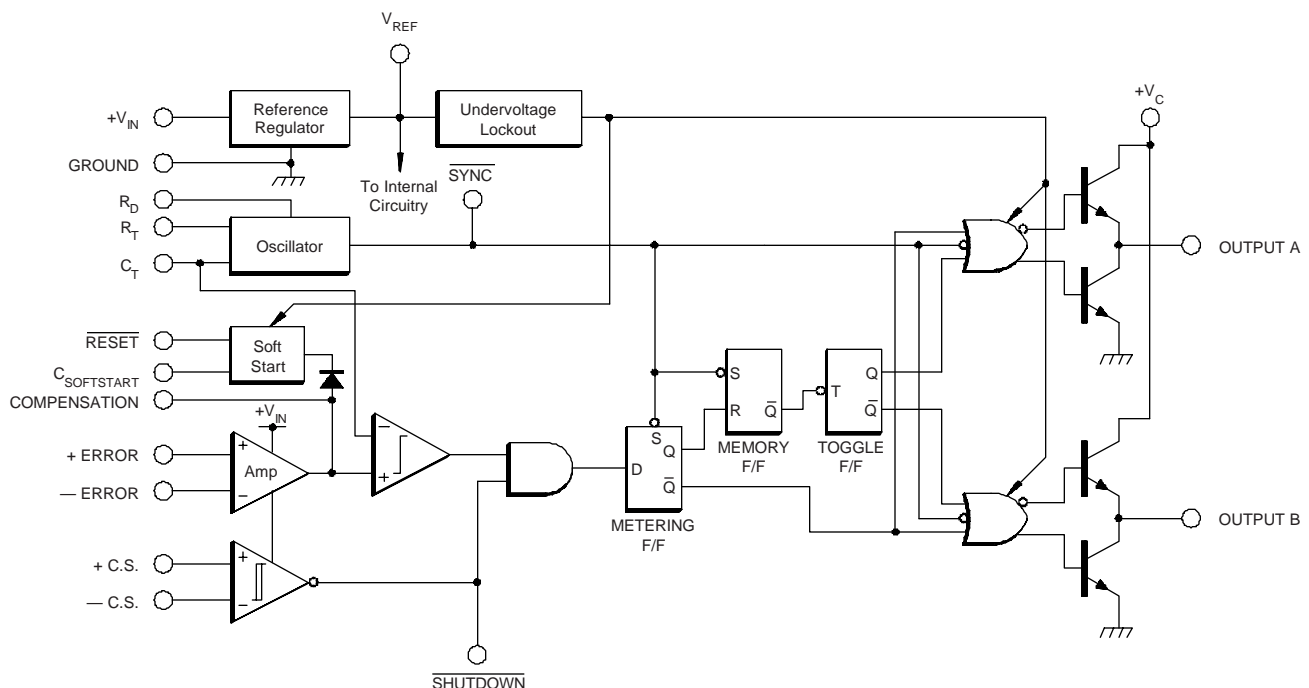 V_REF
+V_C
+V_IN
Reference
Regulator
Undervoltage
Lockout
GROUND
SYNC
To Internal
Circuitry
R_D
R_T
Oscillator
C_T
OUTPUT A
RESET
Soft
Start
C_SOFTSTART
COMPENSATION
+V_IN
S
R
Q̅
MEMORY
F/F
T
Q
Q̅
TOGGLE
F/F
+ ERROR
— ERROR
+
–
Amp
–
+
S
D
Q
Q̅
METERING
F/F
OUTPUT B
+ C.S.
— C.S.
+
–
SHUTDOWN